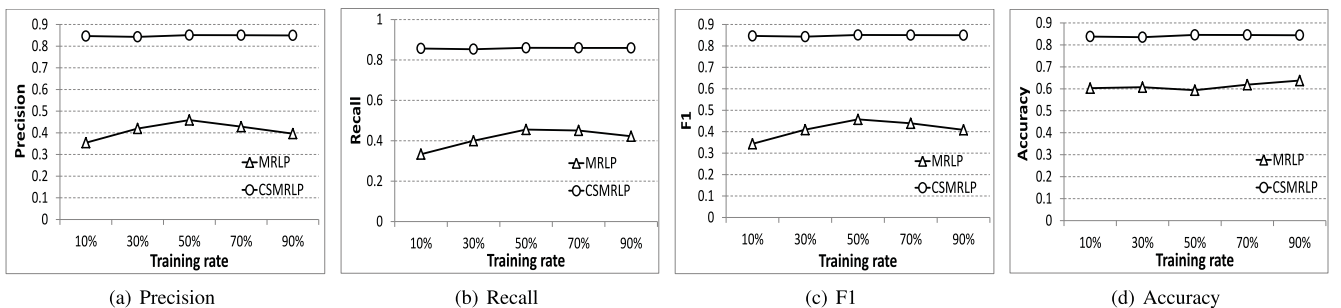 0.9
0.8
0.7
0.6
0.5
0.4
0.3
0.2
0.1
0
Precision
MRLP
CSMRLP
10% 30% 50% 70% 90%
Training rate
(a) Precision
1
0.8
0.6
0.4
0.2
0
Recall
MRLP
CSMRLP
10% 30% 50% 70% 90%
Training rate
(b) Recall
0.9
0.8
0.7
0.6
0.5
0.4
0.3
0.2
0.1
0
F1
MRLP
CSMRLP
10% 30% 50% 70% 90%
Training rate
(c) F1
0.9
0.8
0.7
0.6
0.5
0.4
0.3
0.2
0.1
0
Accuracy
MRLP
CSMRLP
10% 30% 50% 70% 90%
Training rate
(d) Accuracy